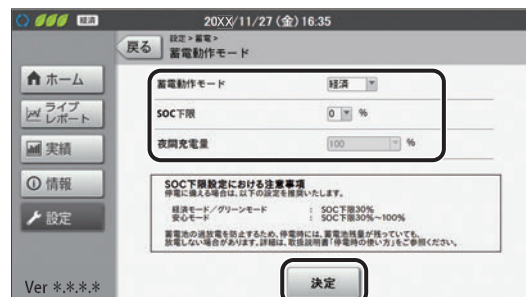 経済
20XX/11/27 (金) 16:35
戻る
設定 > 蓄電 >
蓄電動作モード
ホーム
ライブ
レポート
実績
情報
設定
Ver *.*.*.*
蓄電動作モード 経済
SOC下限 0 %
夜間充電量 100 %
SOC下限設定における注意事項
停電に備える場合は、以下の設定を推奨いたします。
経済モード／グリーンモード : SOC下限30%
安心モード : SOC下限30%～100%
蓄電池の過放電を防止するため、停電時には、蓄電池残量が残っていても、
放電しない場合があります。詳細は、取扱説明書「停電時の使い方」をご参照ください。
決定